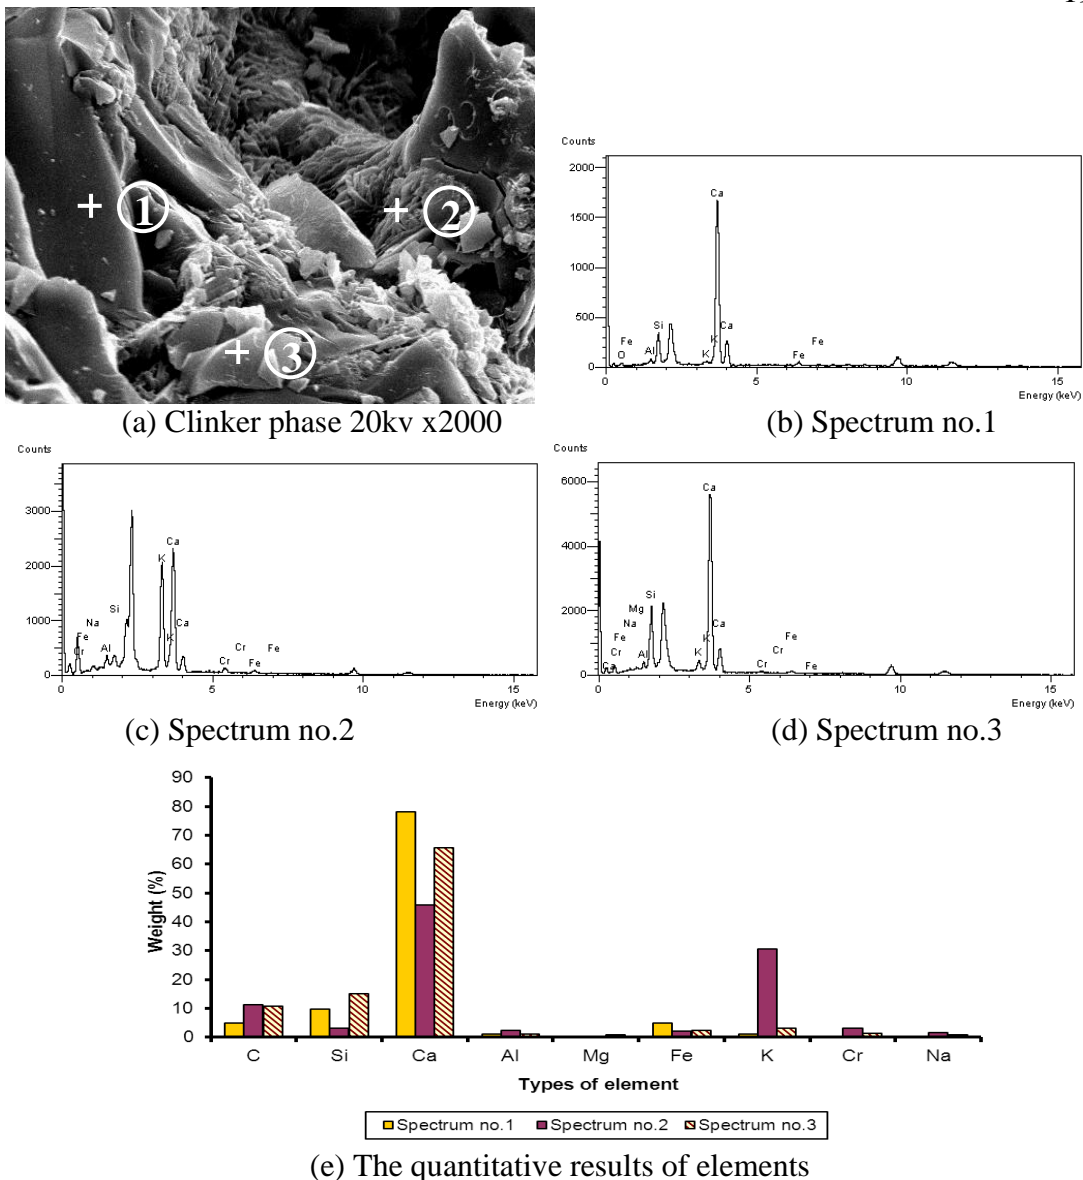 1
2
3
(a) Clinker phase 20kv x2000
Counts
2000
1500
1000
500
0
Ca
Si
Fe
O
Al
K
K
Ca
Fe
Fe
0
5
10
15
Energy (keV)
(b) Spectrum no.1
Counts
3000
2000
1000
0
Ca
K
Si
Na
Fe
Cr
Al
K
Ca
Cr
Cr
Fe
Fe
0
5
10
15
Energy (keV)
(c) Spectrum no.2
Counts
6000
4000
2000
0
Ca
Si
Mg
Na
Fe
Cr
Ca
Al
K
K
Ca
Cr
Cr
Fe
Fe
0
5
10
15
Energy (keV)
(d) Spectrum no.3
Weight (%)
90
80
70
60
50
40
30
20
10
0
C Si Ca Al Mg Fe K Cr Na
Types of element
Spectrum no.1 Spectrum no.2 Spectrum no.3
(e) The quantitative results of elements